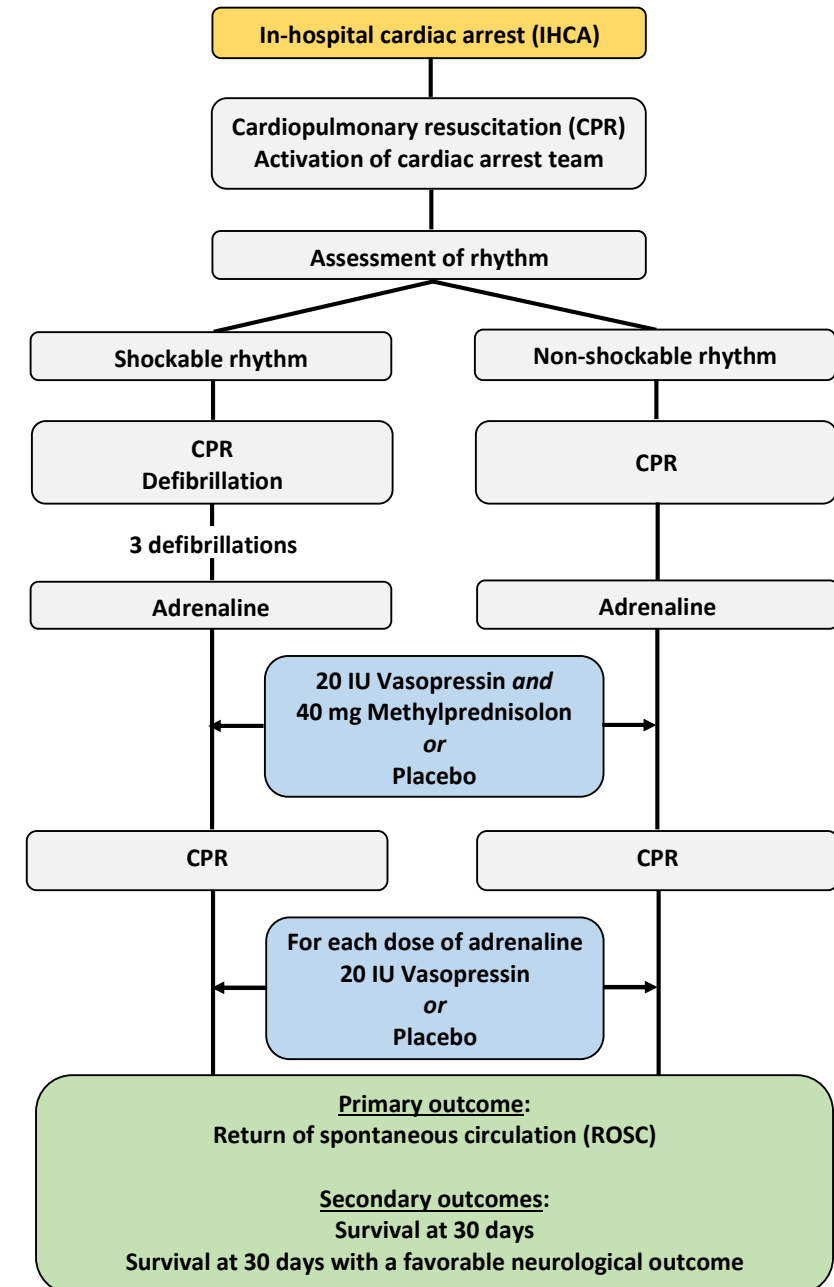 In-hospital cardiac arrest (IHCA)
Cardiopulmonary resuscitation (CPR)
Activation of cardiac arrest team
Assessment of rhythm
Shockable rhythm
Non-shockable rhythm
CPR
Defibrillation
CPR
3 defibrillations
Adrenaline
Adrenaline
20 IU Vasopressin and
40 mg Methylprednisolon
or
Placebo
CPR
CPR
For each dose of adrenaline
20 IU Vasopressin
or
Placebo
Primary outcome:
Return of spontaneous circulation (ROSC)
Secondary outcomes:
Survival at 30 days
Survival at 30 days with a favorable neurological outcome